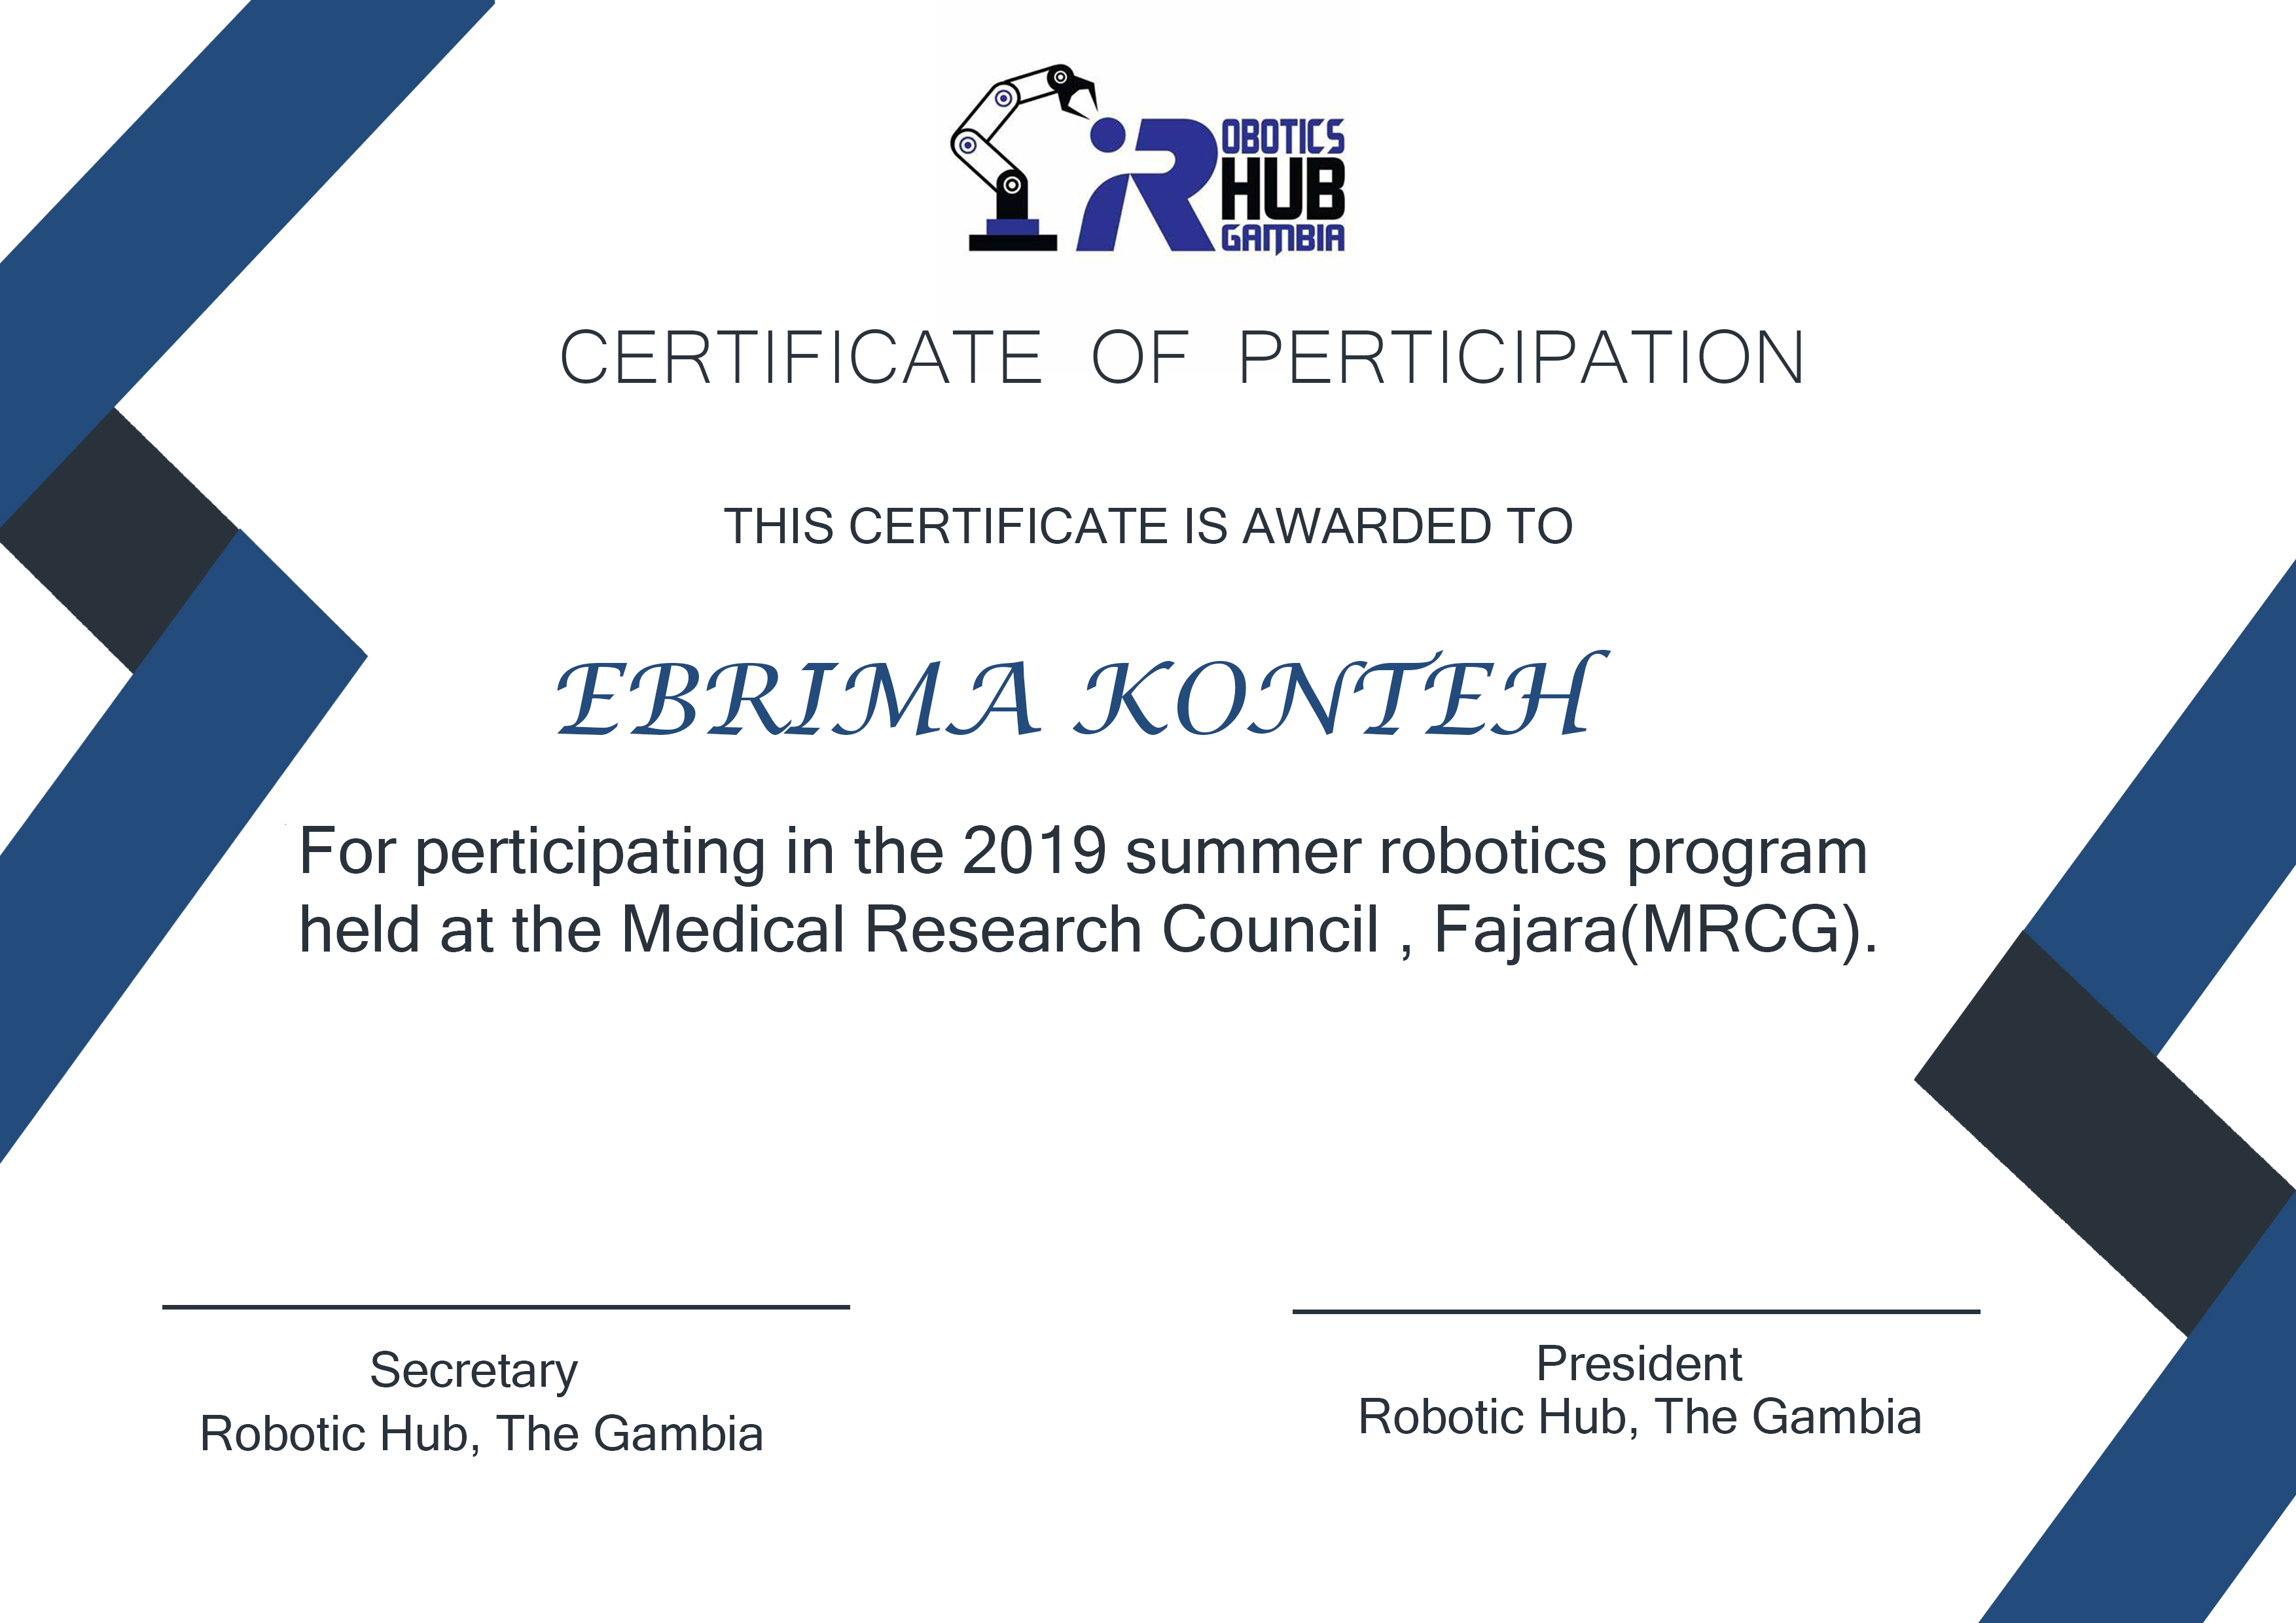 ROBOTICS
HUB
GAMBIA
CERTIFICATE OF PERTICIPATION
THIS CERTIFICATE IS AWARDED TO
EBRIMA KONTEH
For perticipating in the 2019 summer robotics program
held at the Medical Research Council , Fajara(MRCG).
Secretary
Robotic Hub, The Gambia
President
Robotic Hub, The Gambia